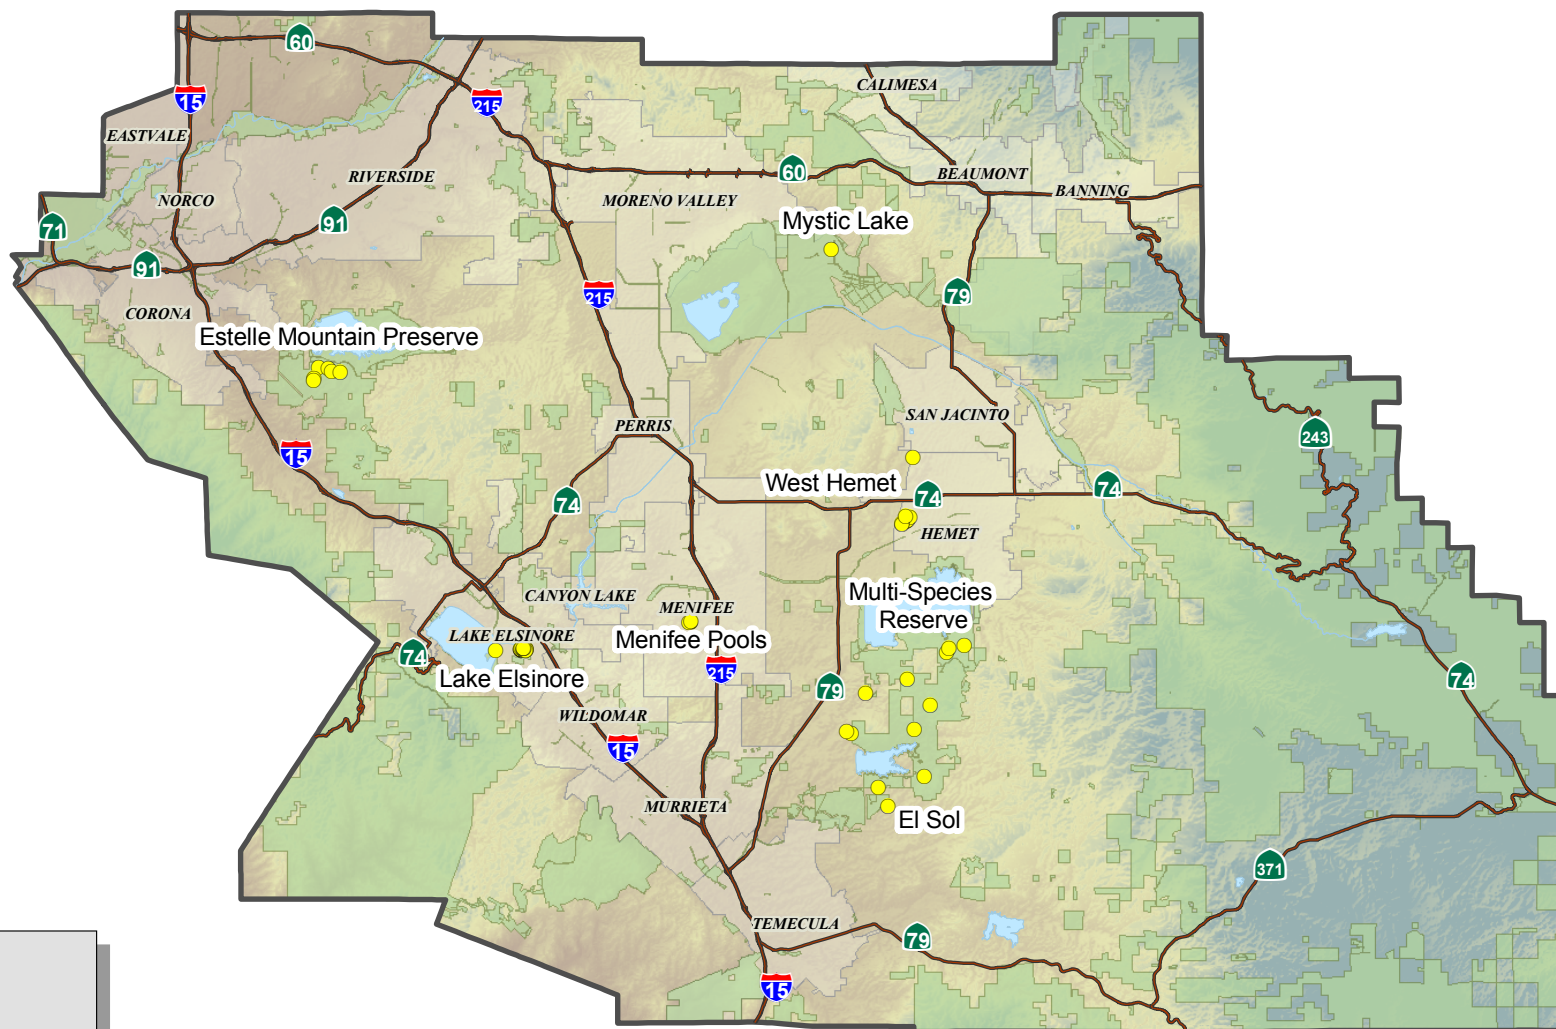 60
CALIMESA
15
215
EASTVALE
60
RIVERSIDE
BEAUMONT
NORCO
MORENO VALLEY
BANNING
71
91
Mystic Lake
91
215
79
CORONA
Estelle Mountain Preserve
SAN JACINTO
PERRIS
243
15
West Hemet
74
74
74
HEMET
CANYON LAKE
MENIFEE
Multi-Species
Reserve
LAKE ELSINORE
Menifee Pools
74
Lake Elsinore
215
79
74
WILDOMAR
15
MURRIETA
El Sol
371
TEMECULA
79
15